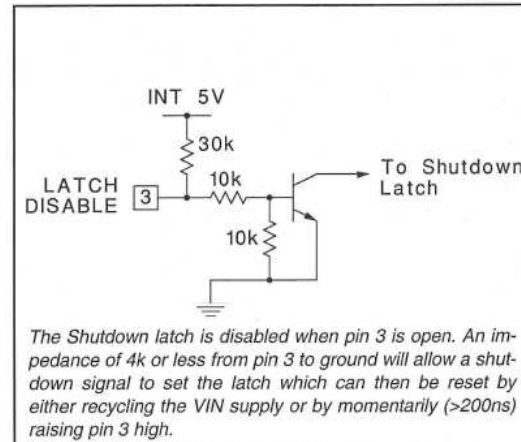 INT 5V
30k
10k
To Shutdown
Latch
LATCH
DISABLE
3
10k
The Shutdown latch is disabled when pin 3 is open. An im-
pedance of 4k or less from pin 3 to ground will allow a shut-
down signal to set the latch which can then be reset by
either recycling the VIN supply or by momentarily (>200ns)
raising pin 3 high.